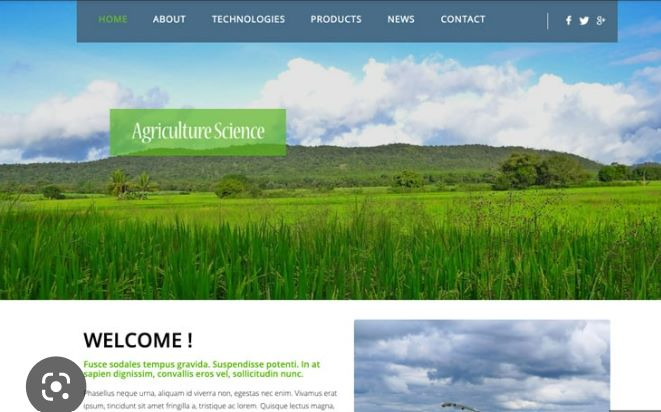 HOME ABOUT TECHNOLOGIES PRODUCTS NEWS CONTACT
Agriculture Science
WELCOME !
Fusce sodales tempus gravida. Suspendisse potenti. In at
sapien dignissim, convallis eros vel, sollicitudin nunc.
Phasellus neque urna, aliquam id viverra non, egestas nec enim. Vivamus erat
ipsum, tincidunt sit amet fringilla a, tristique ac lorem. Quisque lectus magna,